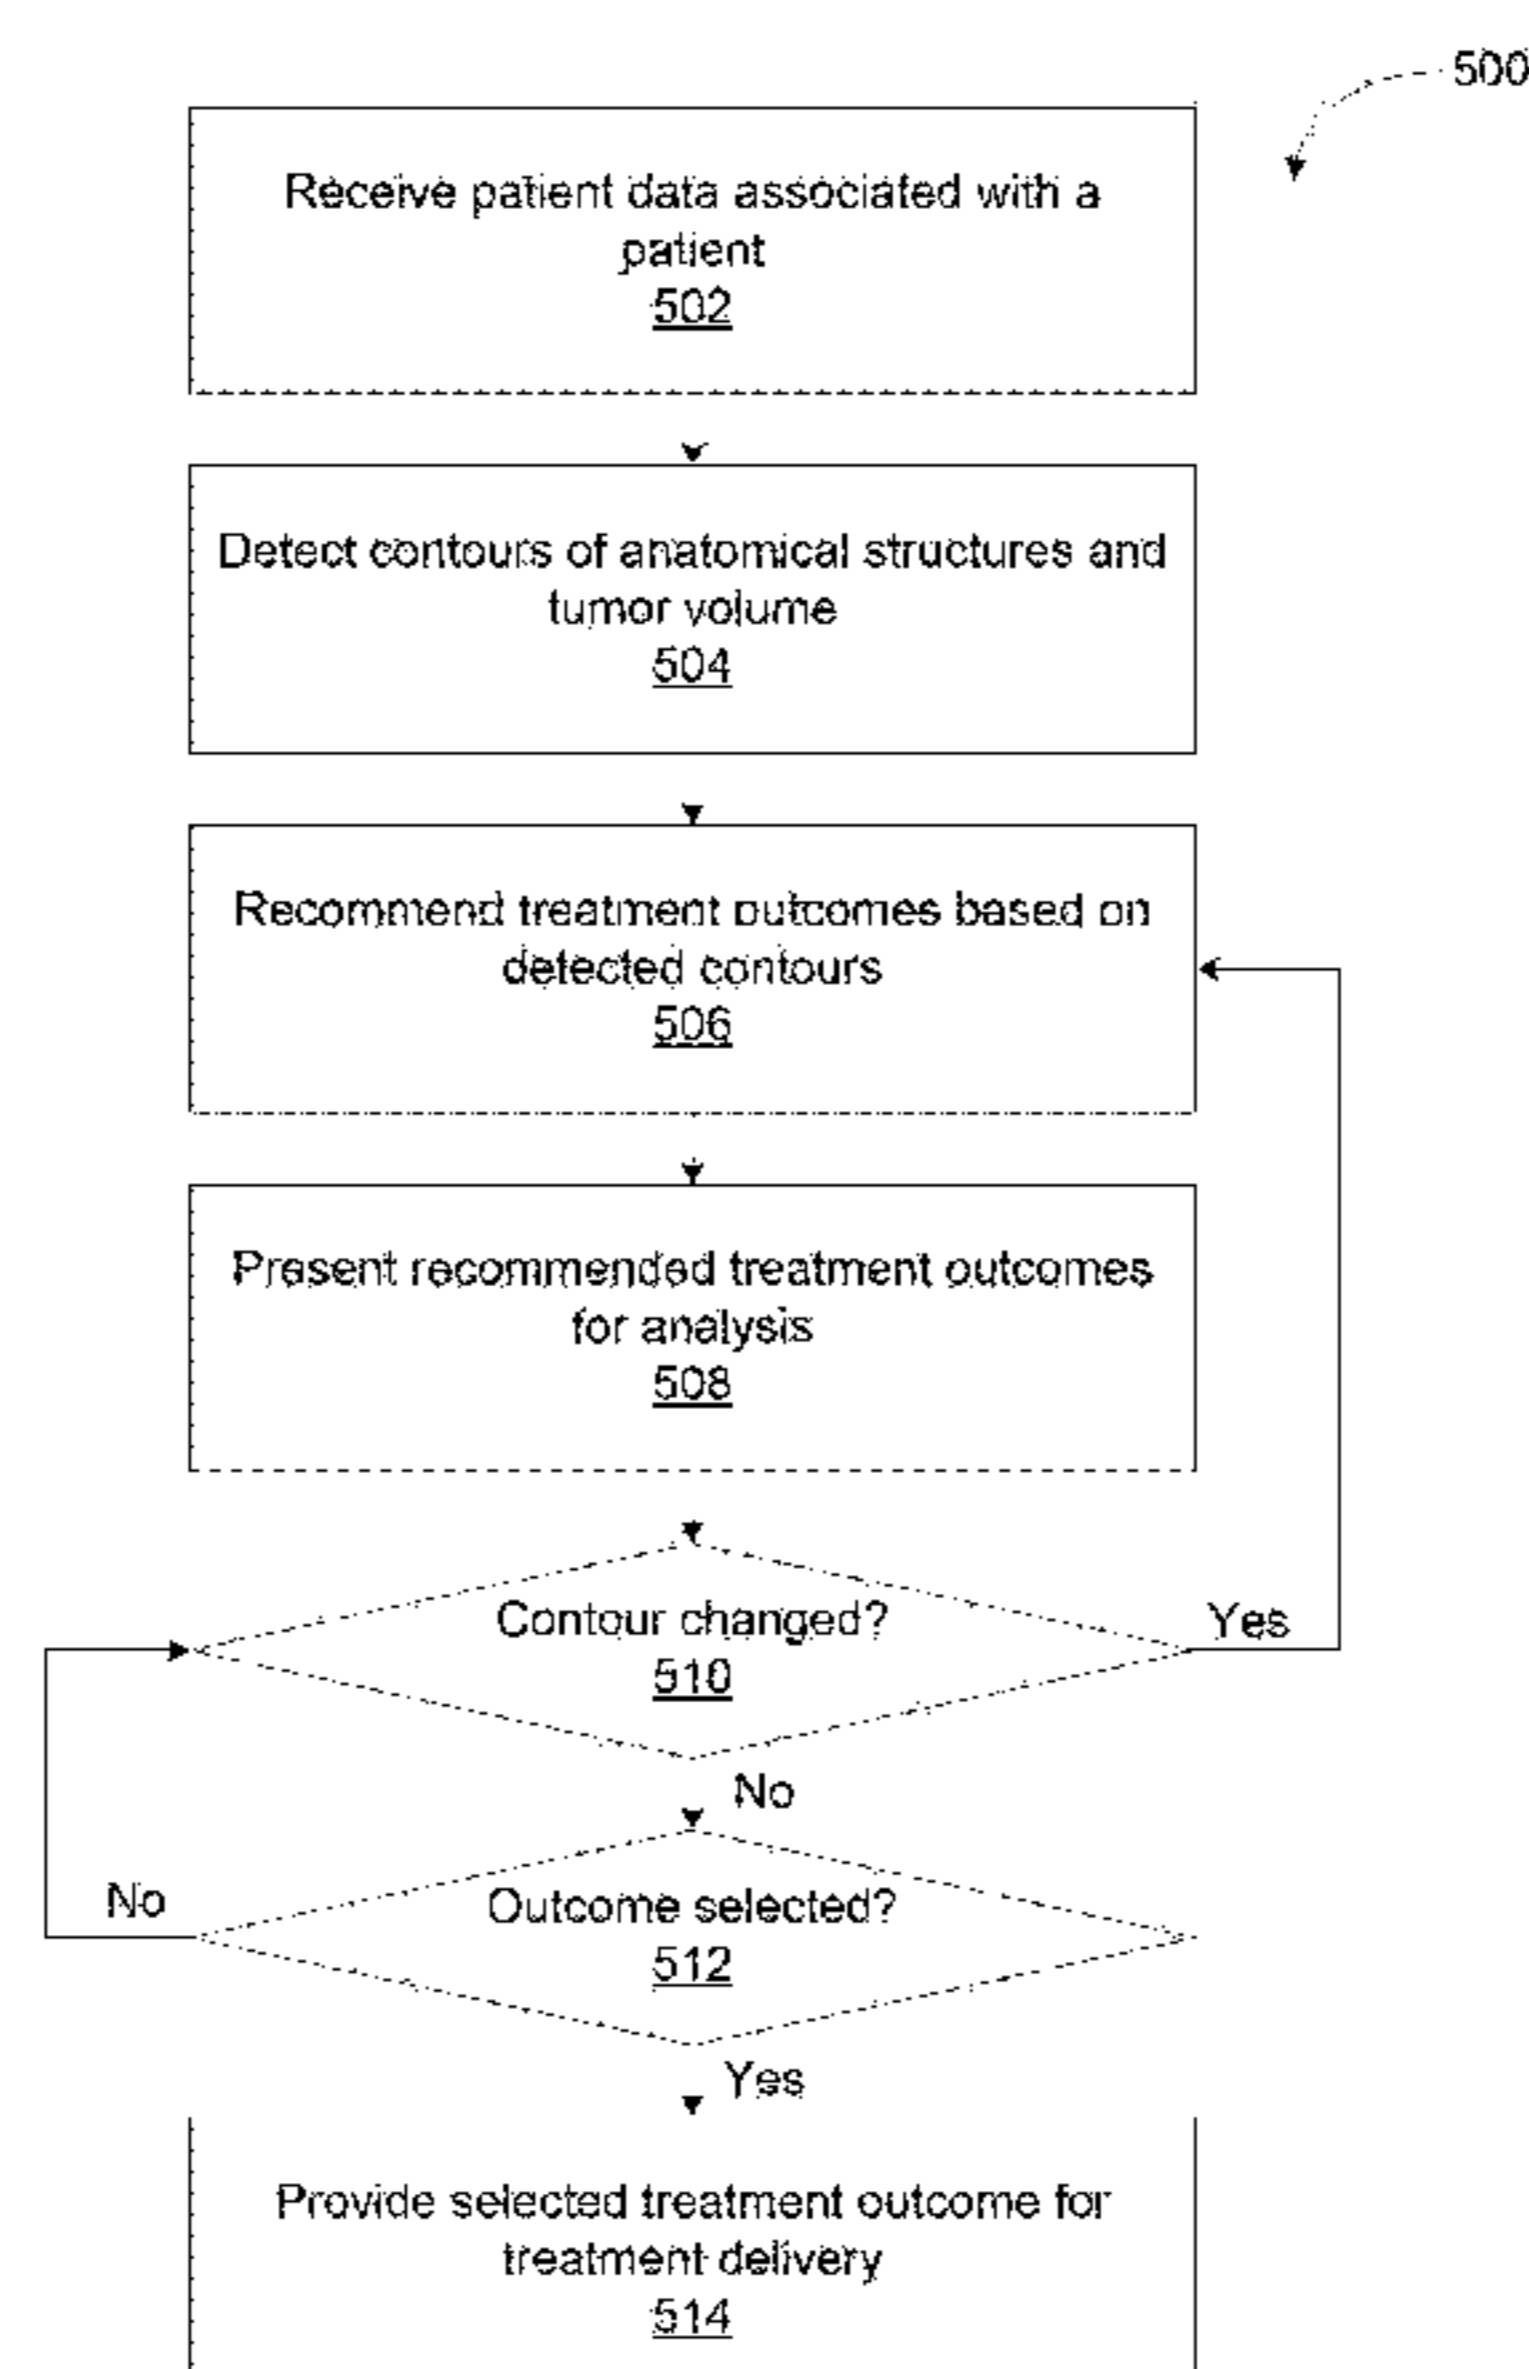 500
Receive patient data associated with a
patient
502
Detect contours of anatomical structures and
tumor volume
504
Recommend treatment outcomes based on
detected contours
506
Present recommended treatment outcomes
for analysis
508
Contour changed?
510
Yes
No
Outcome selected?
512
No
Yes
Provide selected treatment outcome for
treatment delivery
514